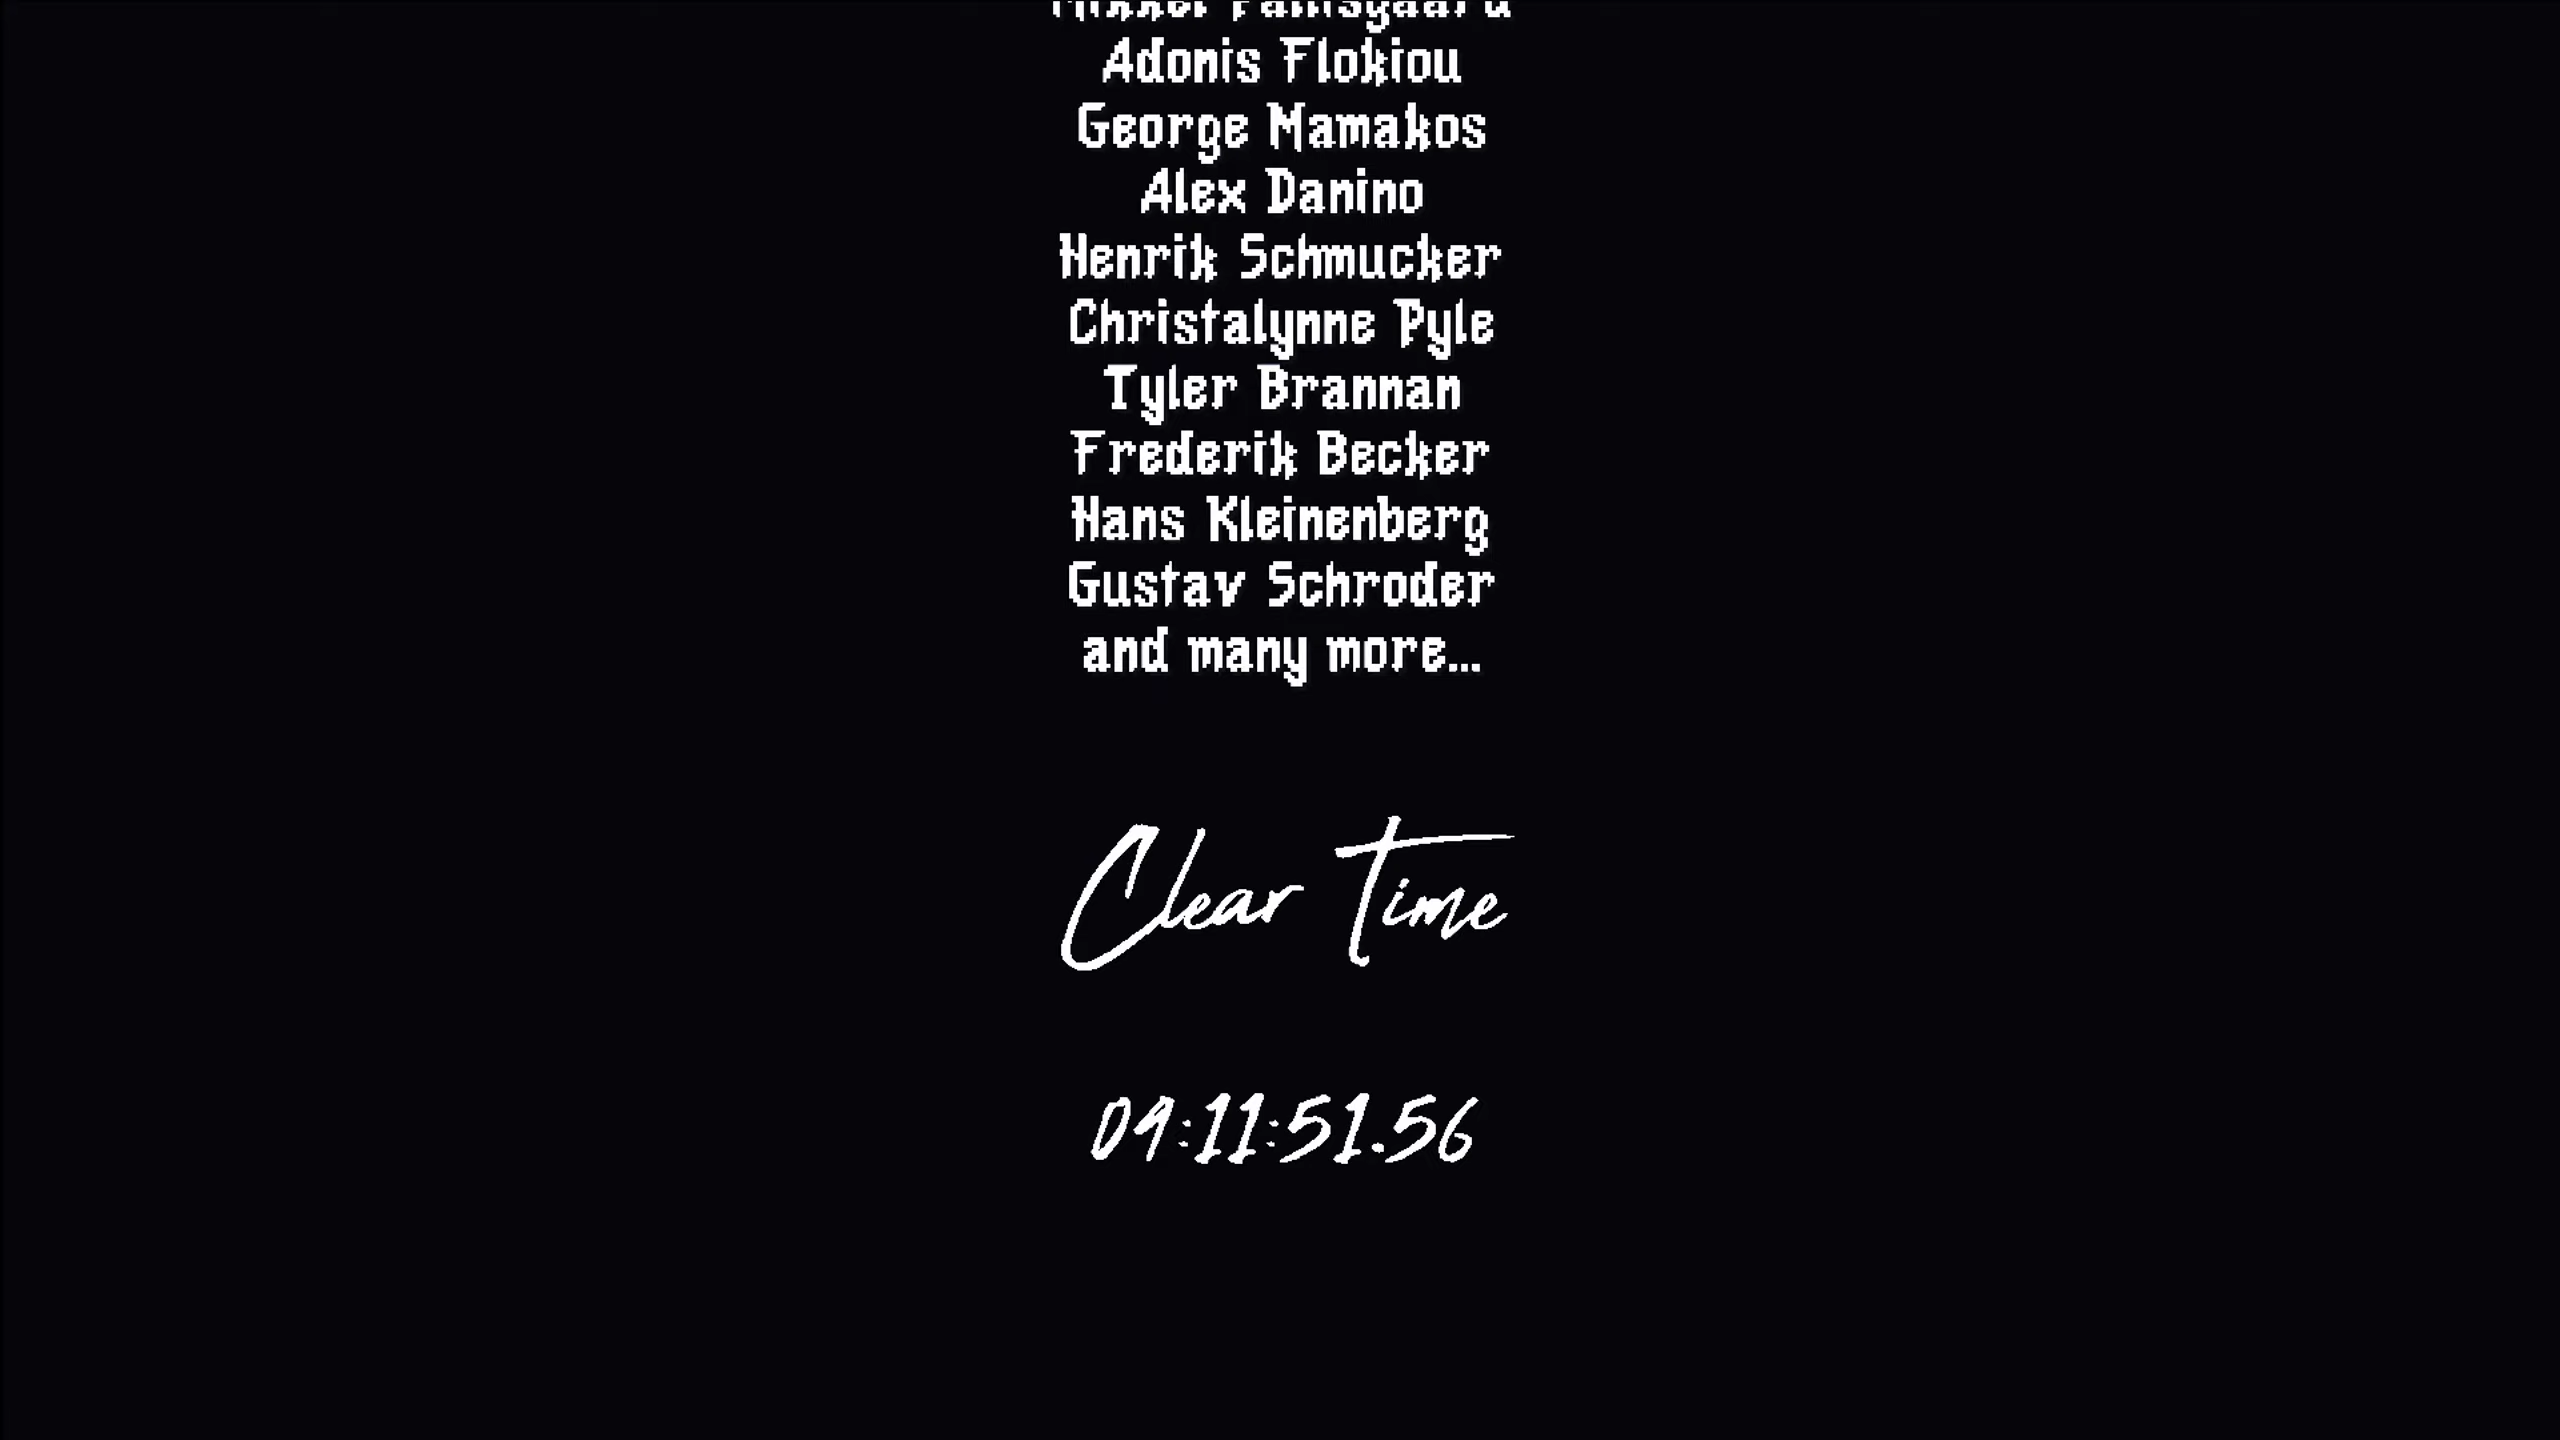 Adonis Flokiou
George Mamakos
Alex Danino
Henrik Schmucker
Christalynne Pyle
Tyler Brannan
Frederik Becker
Hans Kleinenberg
Gustav Schroder
and many more...
Clear Time
04:11:51.56